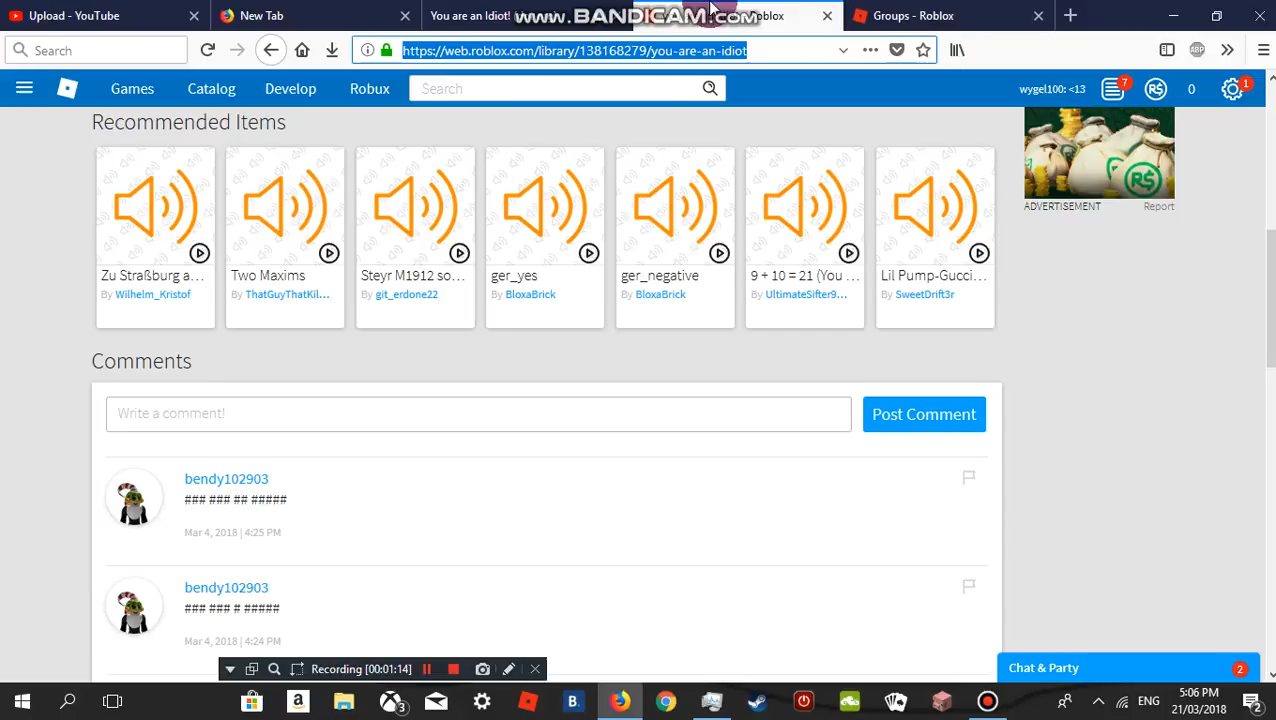 Upload - YouTube
New Tab
You are an Idiot!
www.BANDICAM.com
Roblox
Groups - Roblox
Search
https://web.roblox.com/library/138168279/you-are-an-idiot
ABP
Games
Catalog
Develop
Robux
Search
wygel100: <13
7
R$
0
1
Recommended Items
R$
ADVERTISEMENT
Report
Zu Straßburg a...
By Wilhelm_Kristof
Two Maxims
By ThatGuyThatKil...
Steyr M1912 so...
By git_erdone22
ger_yes
By BloxaBrick
ger_negative
By BloxaBrick
9 + 10 = 21 (You ...
By UltimateSifter9...
Lil Pump-Gucci...
By SweetDrift3r
Comments
Write a comment!
Post Comment
bendy102903
### ### ## #####
Mar 4, 2018 | 4:25 PM
bendy102903
### ### # #####
Mar 4, 2018 | 4:24 PM
Recording [00:01:14]
Chat & Party
2
a
3
B.
ENG
5:06 PM
21/03/2018
2